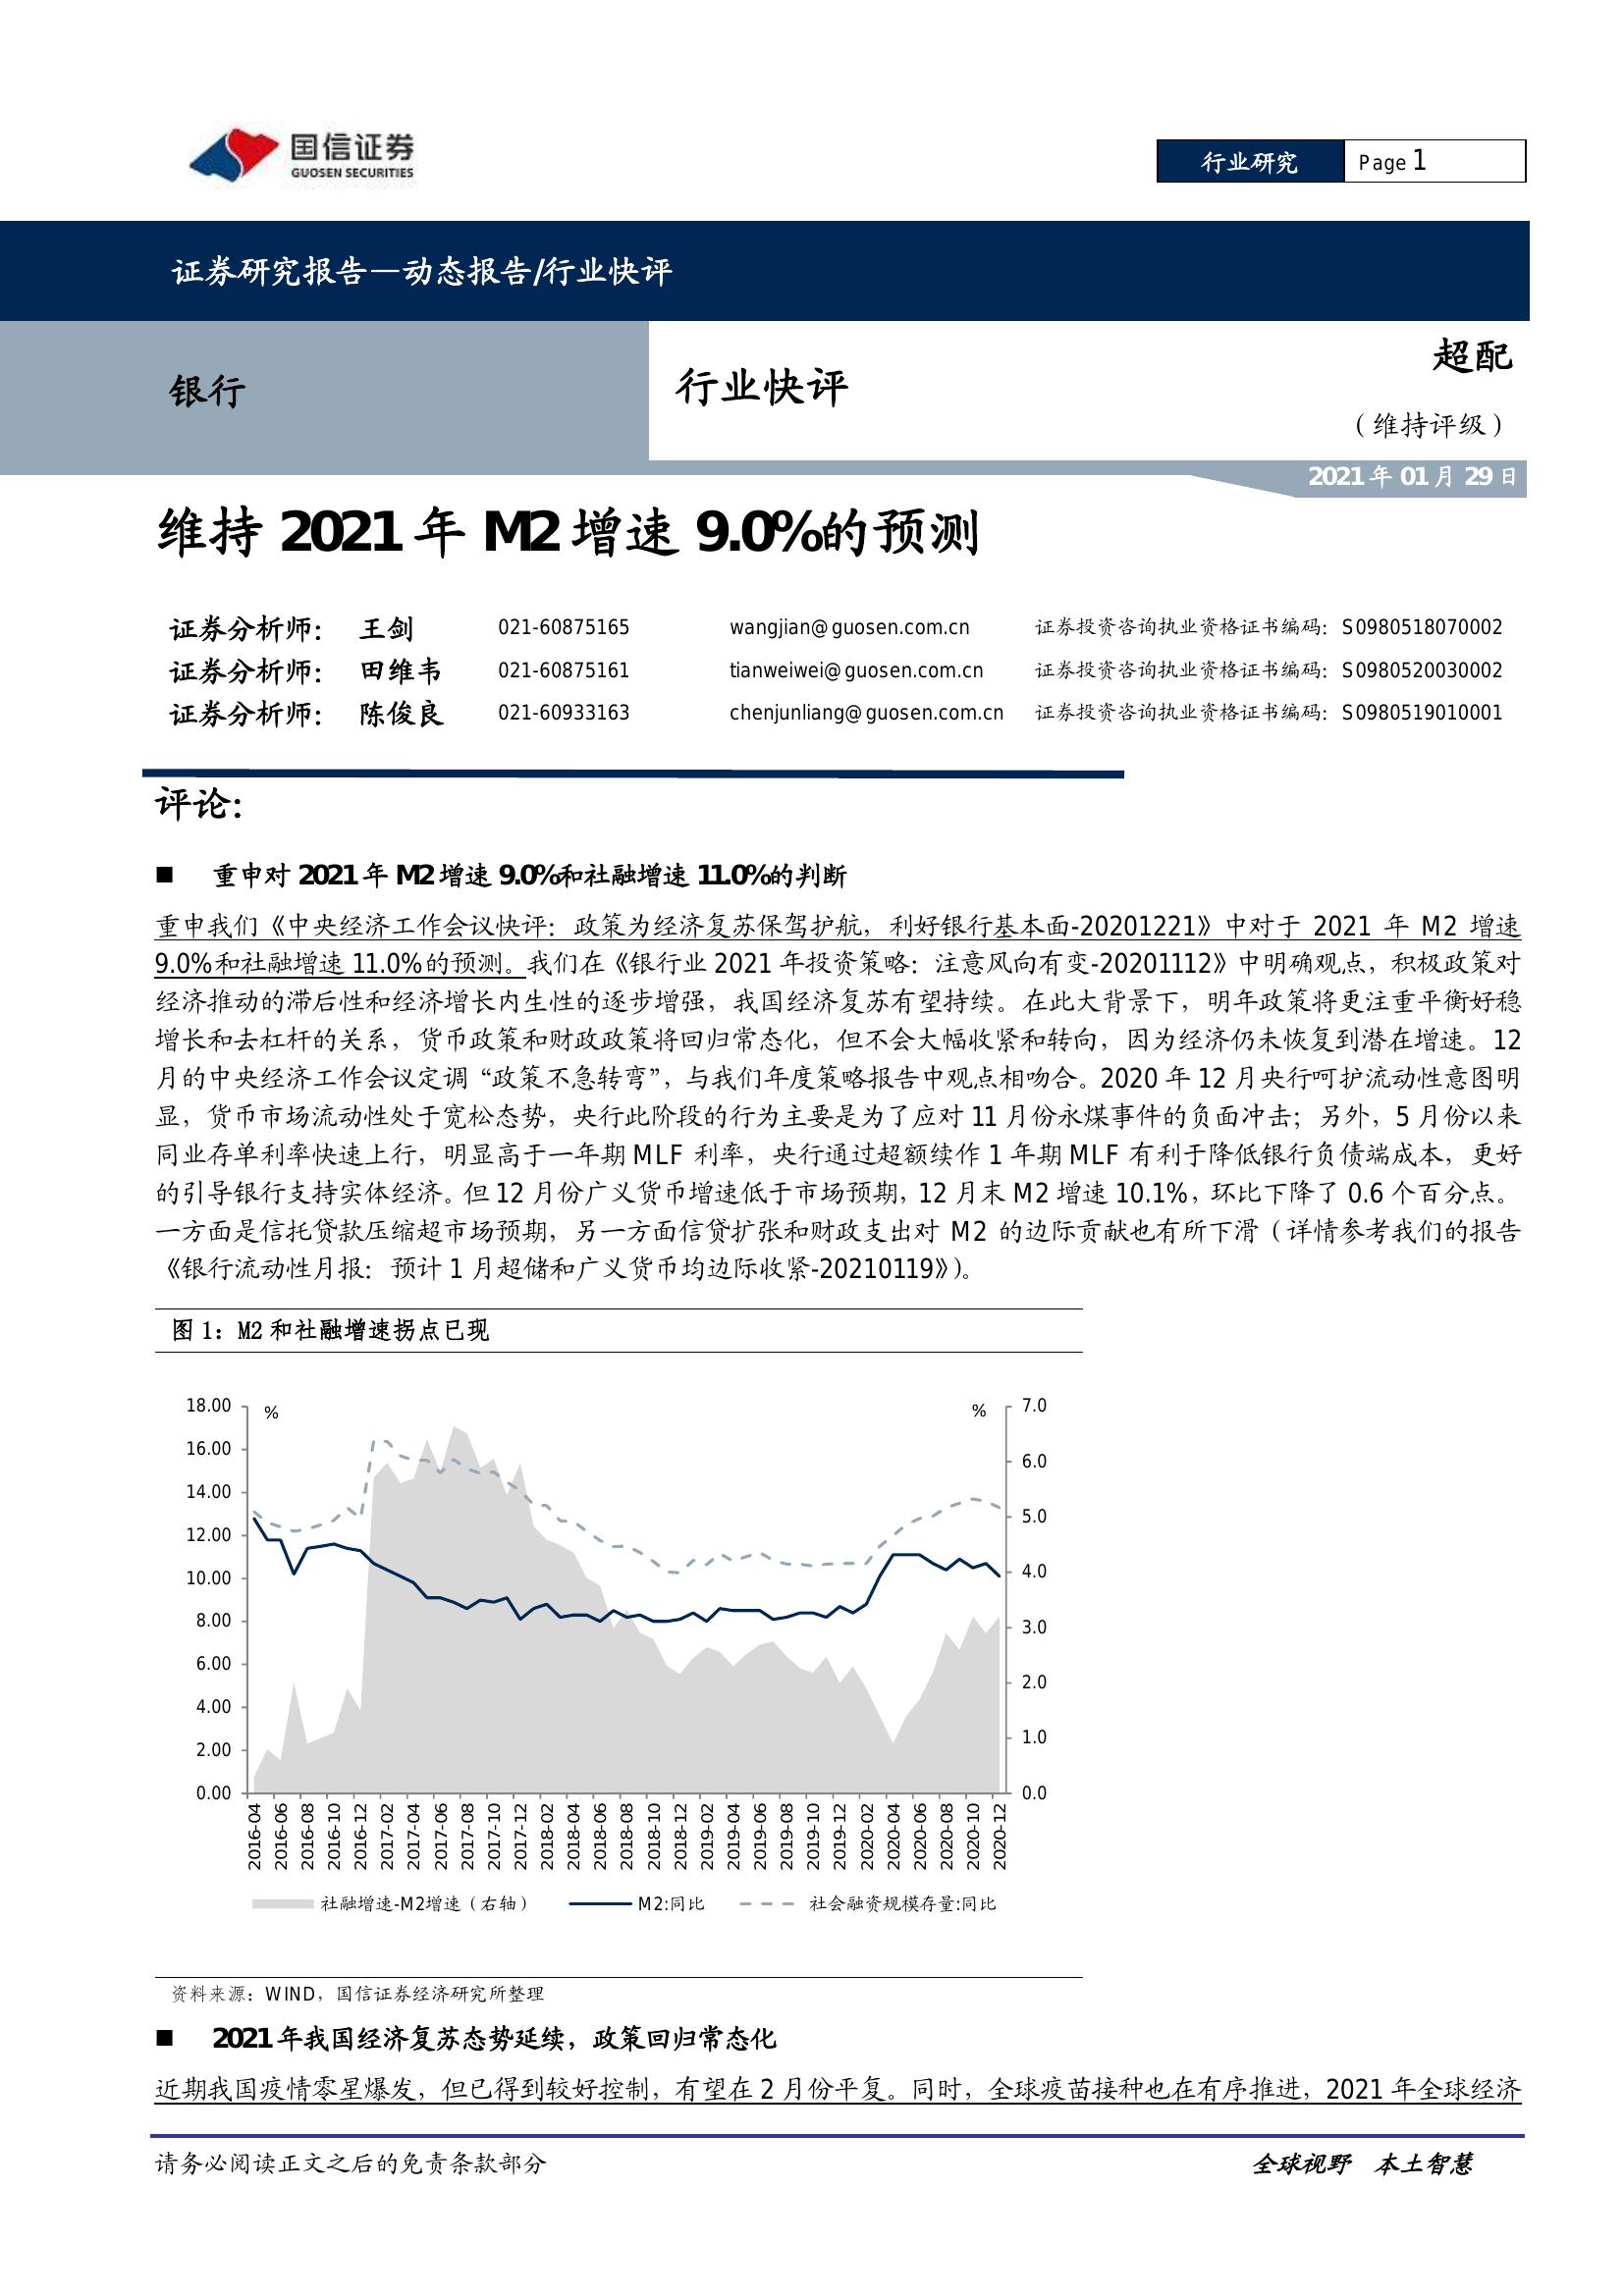 国信证券
GUOSEN SECURITIES
行业研究 Page 1
证券研究报告—动态报告/行业快评
银行
行业快评
超配
（维持评级）
2021 年 01 月 29 日
维持 2021 年 M2 增速 9.0%的预测
证券分析师： 王剑 021-60875165 wangjian@guosen.com.cn 证券投资咨询执业资格证书编码：S0980518070002
证券分析师： 田维韦 021-60875161 tianweiwei@guosen.com.cn 证券投资咨询执业资格证书编码：S0980520030002
证券分析师： 陈俊良 021-60933163 chenjunliang@guosen.com.cn 证券投资咨询执业资格证书编码：S0980519010001
评论：
■ 重申对 2021 年 M2 增速 9.0%和社融增速 11.0%的判断
重申我们《中央经济工作会议快评：政策为经济复苏保驾护航，利好银行基本面-20201221》中对于 2021 年 M2 增速
9.0%和社融增速 11.0%的预测。我们在《银行业 2021 年投资策略：注意风向有变-20201112》中明确观点，积极政策对
经济推动的滞后性和经济增长内生性的逐步增强，我国经济复苏有望持续。在此大背景下，明年政策将更注重平衡好稳
增长和去杠杆的关系，货币政策和财政政策将回归常态化，但不会大幅收紧和转向，因为经济仍未恢复到潜在增速。12
月的中央经济工作会议定调“政策不急转弯”，与我们年度策略报告中观点相吻合。2020 年 12 月央行呵护流动性意图明
显，货币市场流动性处于宽松态势，央行此阶段的行为主要是为了应对 11 月份永煤事件的负面冲击；另外，5 月份以来
同业存单利率快速上行，明显高于一年期 MLF 利率，央行通过超额续作 1 年期 MLF 有利于降低银行负债端成本，更好
的引导银行支持实体经济。但 12 月份广义货币增速低于市场预期，12 月末 M2 增速 10.1%，环比下降了 0.6 个百分点。
一方面是信托贷款压缩超市场预期，另一方面信贷扩张和财政支出对 M2 的边际贡献也有所下滑（详情参考我们的报告
《银行流动性月报：预计 1 月超储和广义货币均边际收紧-20210119》）。
图 1：M2 和社融增速拐点已现
% %
18.00 7.0
16.00 6.0
14.00 5.0
12.00 4.0
10.00 3.0
8.00 2.0
6.00 1.0
4.00 0.0
2.00
0.00
2016-04 2016-06 2016-08 2016-10 2016-12 2017-02 2017-04 2017-06 2017-08 2017-10 2017-12 2018-02 2018-04 2018-06 2018-08 2018-10 2018-12 2019-02 2019-04 2019-06 2019-08 2019-10 2019-12 2020-02 2020-04 2020-06 2020-08 2020-10 2020-12
社融增速-M2增速（右轴） M2:同比 社会融资规模存量:同比
资料来源：WIND，国信证券经济研究所整理
■ 2021 年我国经济复苏态势延续，政策回归常态化
近期我国疫情零星爆发，但已得到较好控制，有望在 2 月份平复。同时，全球疫苗接种也在有序推进，2021 年全球经济
请务必阅读正文之后的免责条款部分 全球视野 本土智慧